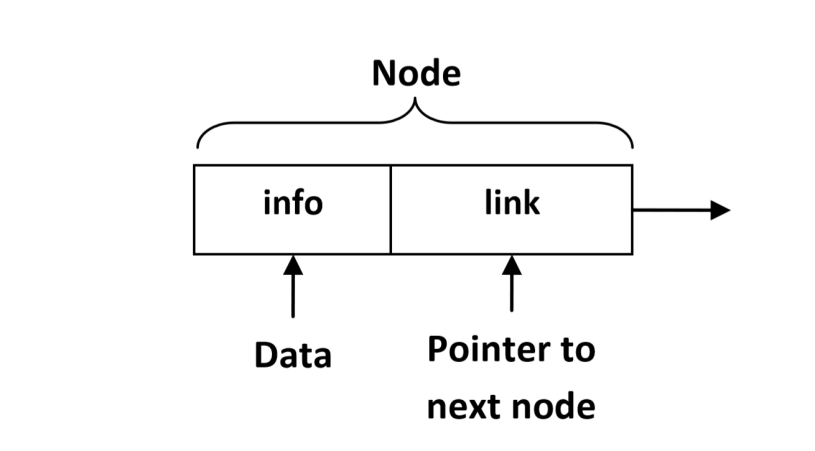 Node
info
link
Data
Pointer to
next node